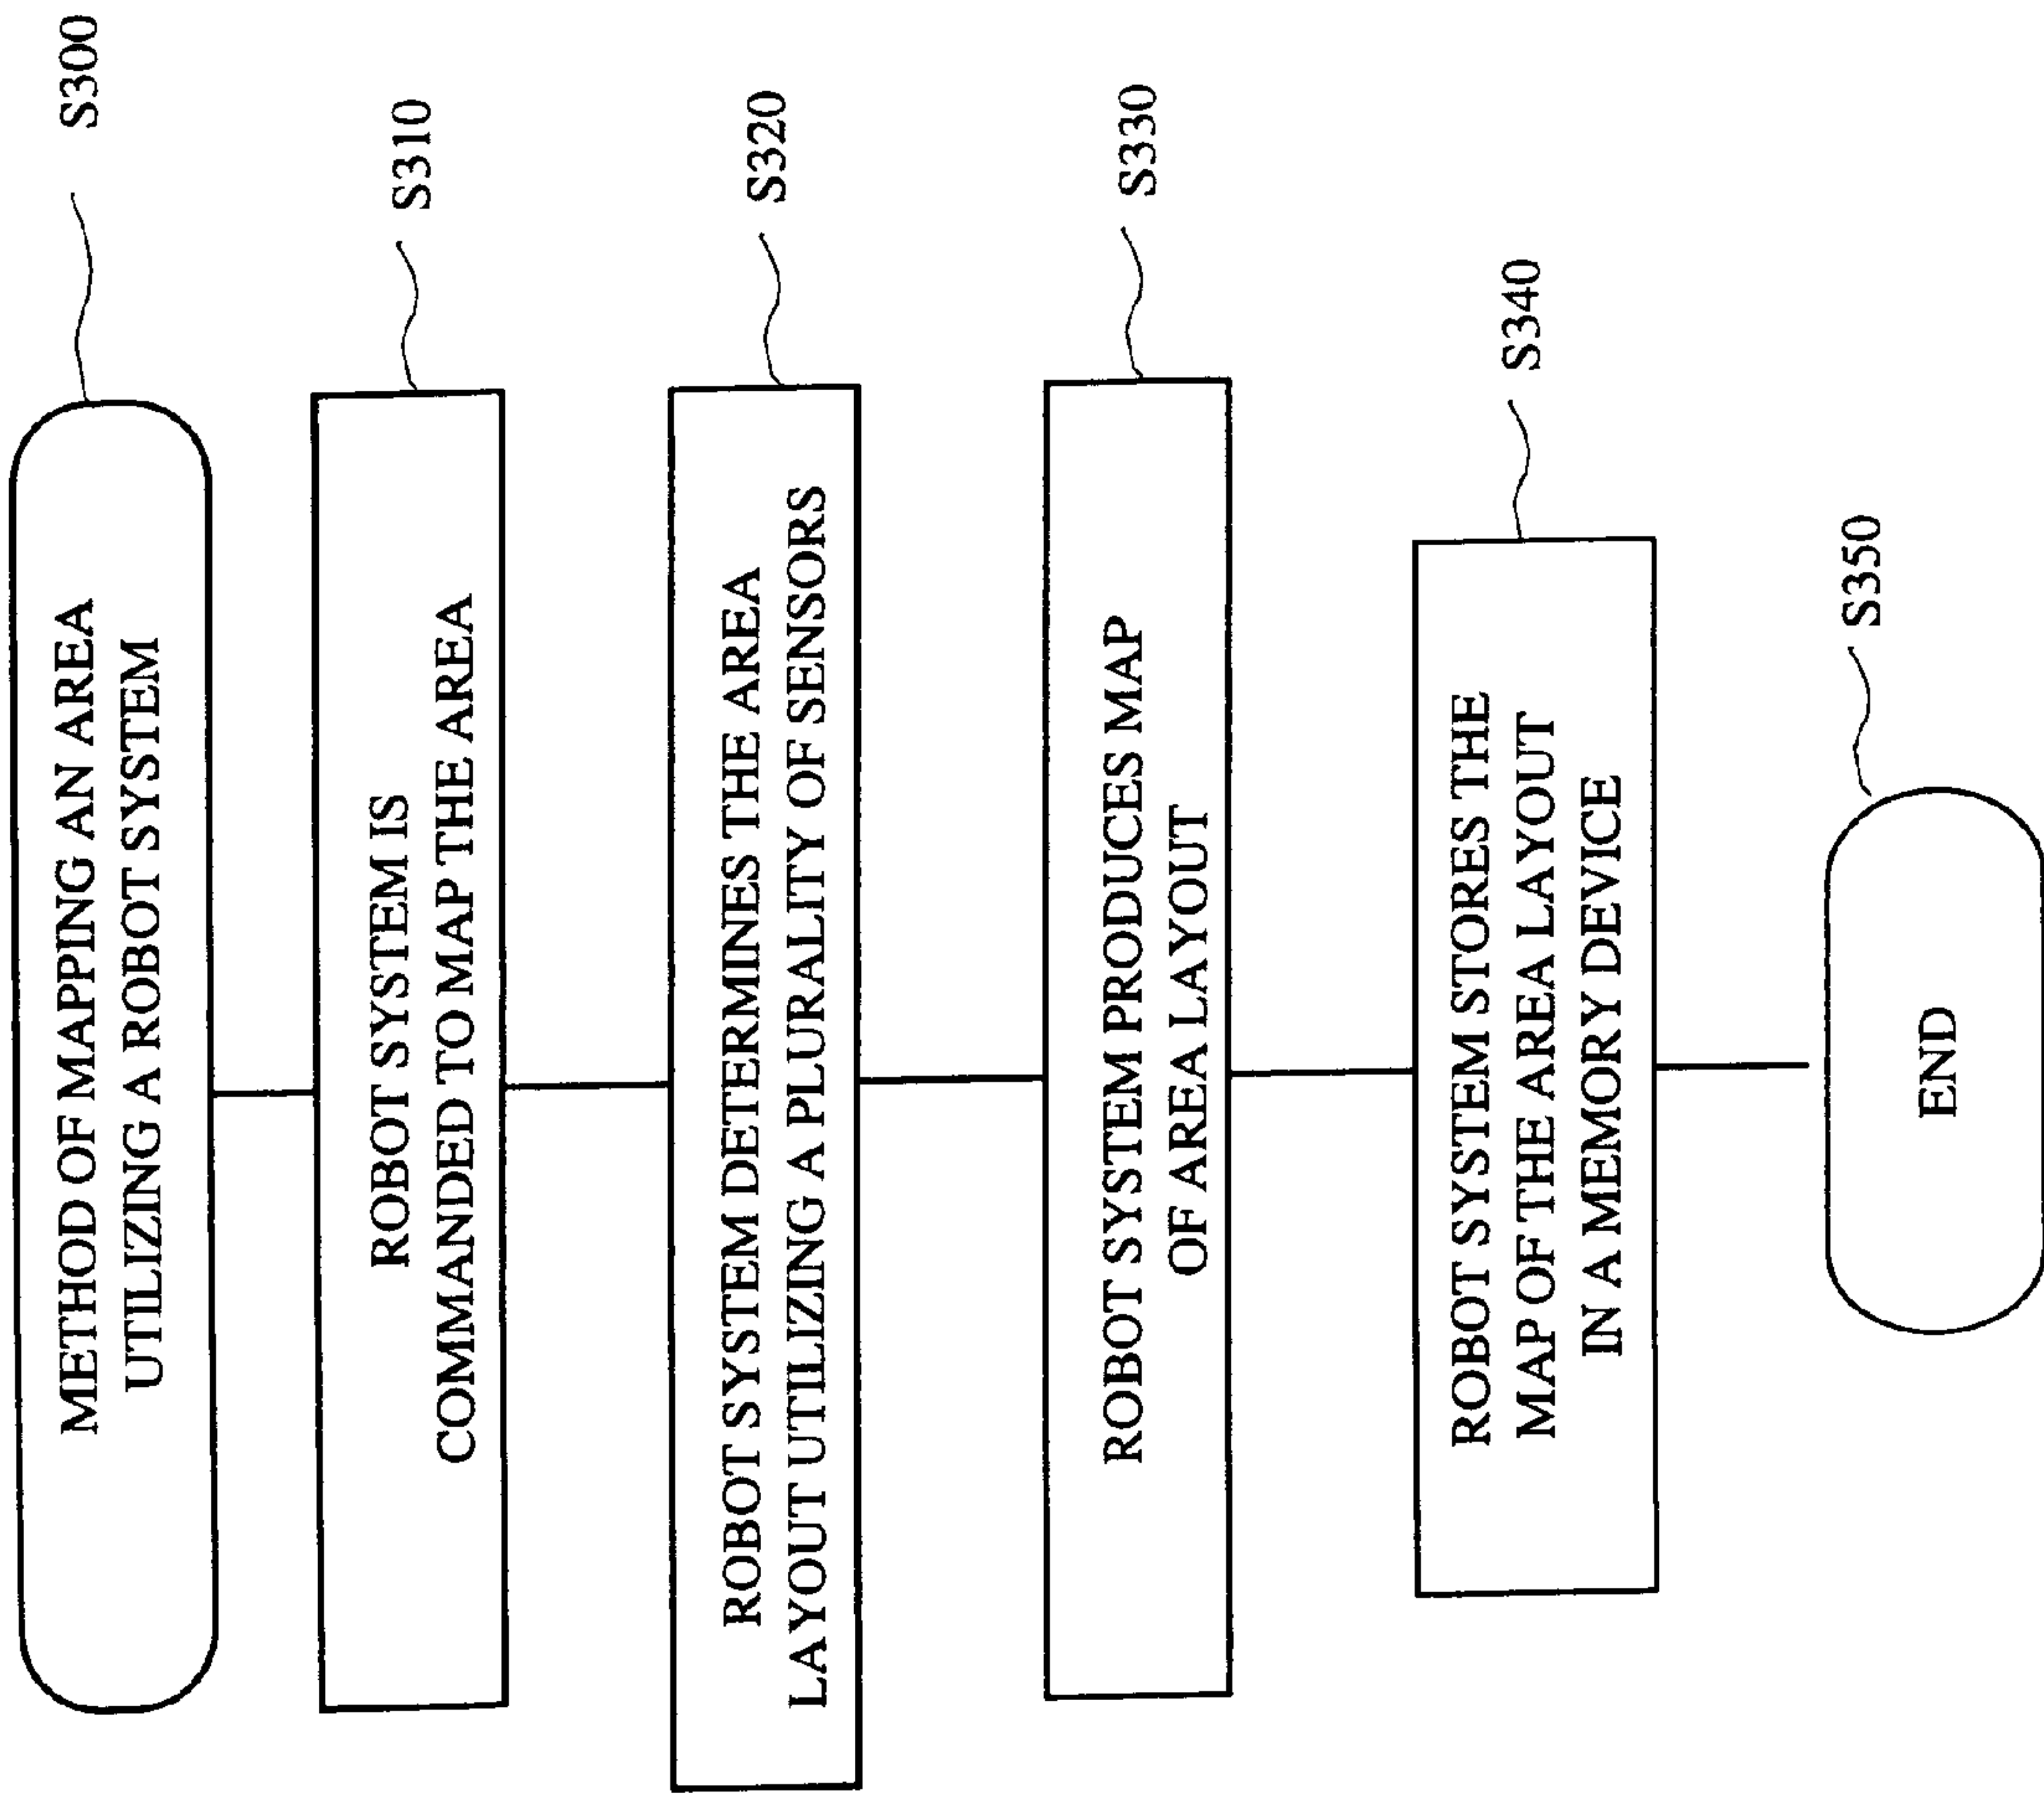 METHOD OF MAPPING AN AREA
UTILIZING A ROBOT SYSTEM
S300
ROBOT SYSTEM IS
COMMANDED TO MAP THE AREA
S310
ROBOT SYSTEM DETERMINES THE AREA
LAYOUT UTILIZING A PLURALITY OF SENSORS
S320
ROBOT SYSTEM PRODUCES MAP
OF AREA LAYOUT
S330
ROBOT SYSTEM STORES THE
MAP OF THE AREA LAYOUT
IN A MEMORY DEVICE
S340
END
S350